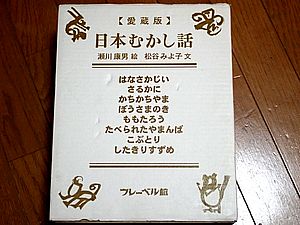 【愛蔵版】
日本むかし話
瀬川康男 絵　松谷みよ子 文
はなさかじい
さるかに
かちかちやま
ぼうさまのき
ももたろう
たべられたやまんば
こぶとり
したきりすずめ
フレーベル館